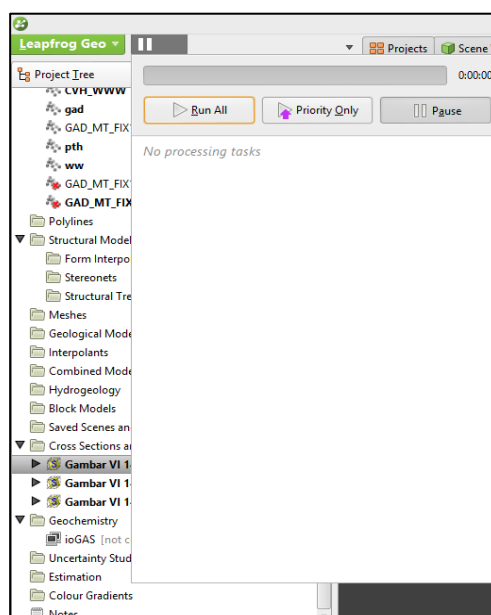 Leapfrog Geo
Projects
Scene
Project Tree
0:00:00
CVH_WWW
gad
Run All
Priority Only
Pause
GAD_MT_FIX
pth
No processing tasks
ww
GAD_MT_FIX
GAD_MT_FIX
Polylines
Structural Model
Form Interpo
Stereonets
Structural Tre
Meshes
Geological Mode
Interpolants
Combined Mode
Hydrogeology
Block Models
Saved Scenes an
Cross Sections a
Gambar VI 1
Gambar VI 1
Gambar VI 1
Geochemistry
ioGAS [not c
Uncertainty Stud
Estimation
Colour Gradients
Notes